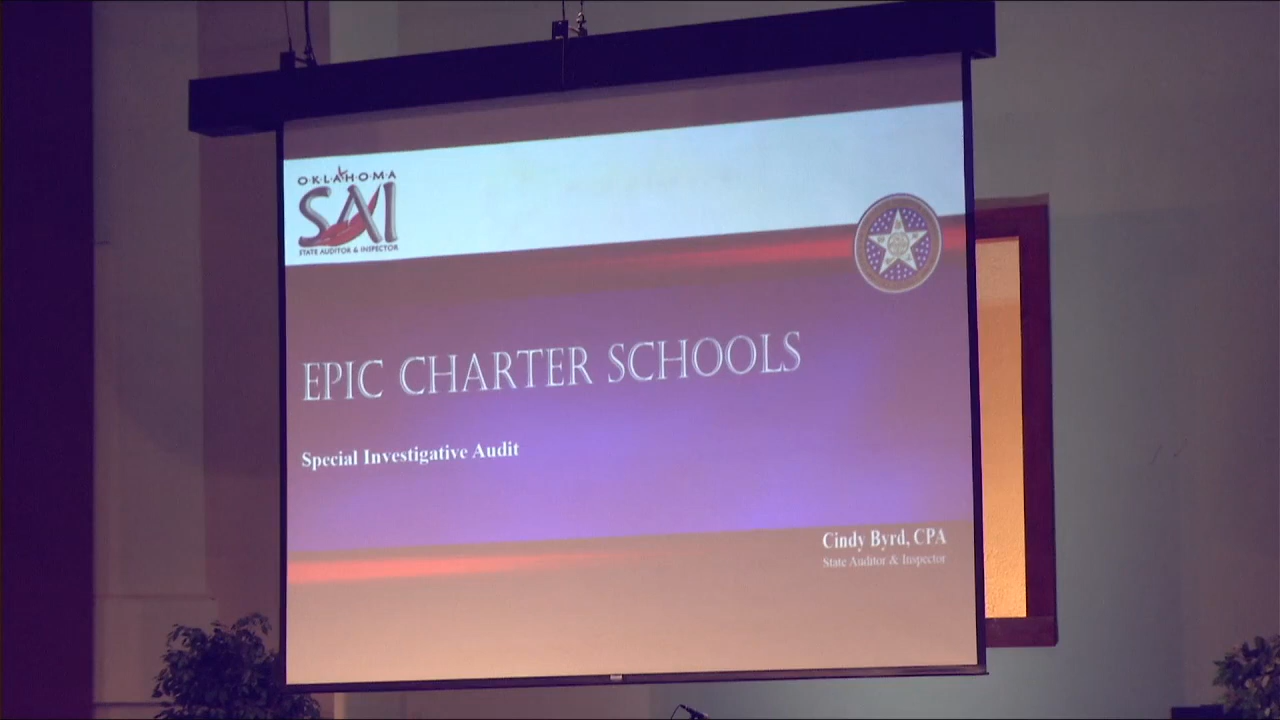 OKLAHOMA
SAI
STATE AUDITOR & INSPECTOR
EPIC CHARTER SCHOOLS
Special Investigative Audit
Cindy Byrd, CPA
State Auditor & Inspector